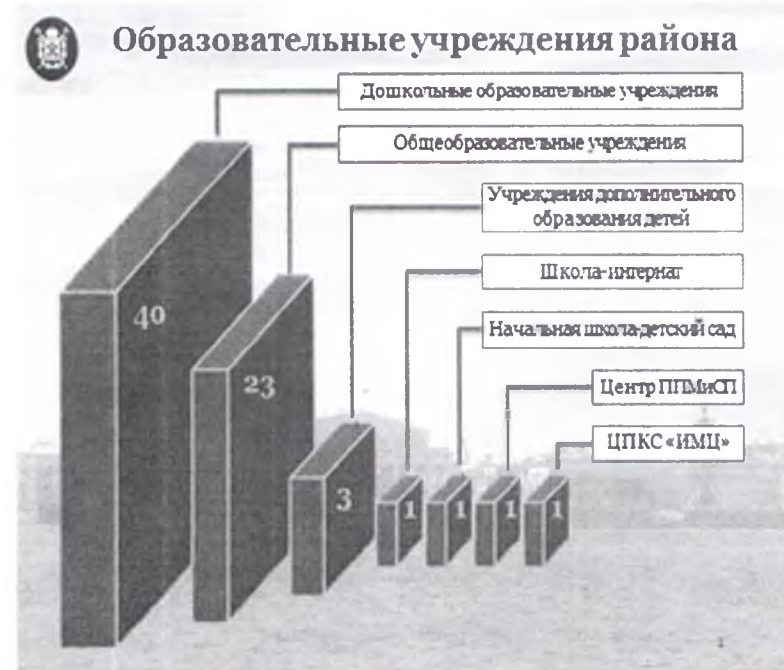 Образовательные учреждения района
Дошкольные образовательные учреждения
Общеобразовательные учреждения
Учреждения дополнительного
образования детей
Школа-интернат
Начальная школа-детский сад
Центр ППМиСП
ЦПКС «ИМЦ»
40
23
3
1
1
1
1
1